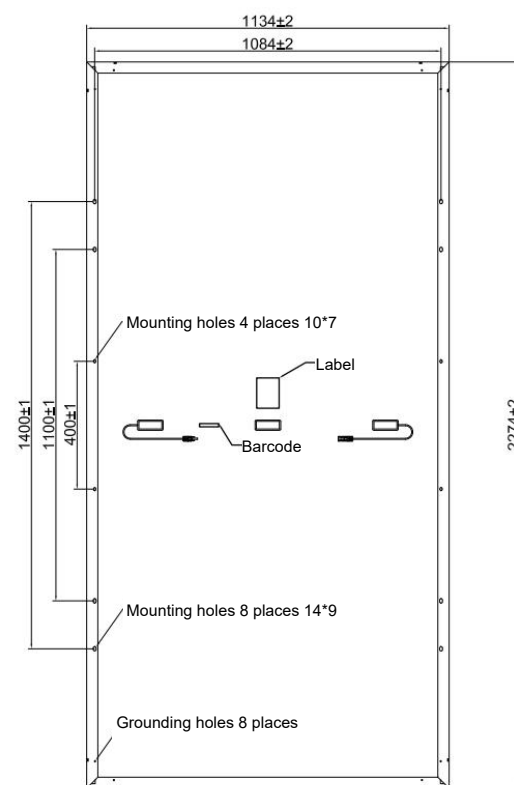 1134±2
1084±2
Mounting holes 4 places 10*7
Label
1400±1
1100±1
400±1
2274±2
Barcode
Mounting holes 8 places 14*9
Grounding holes 8 places